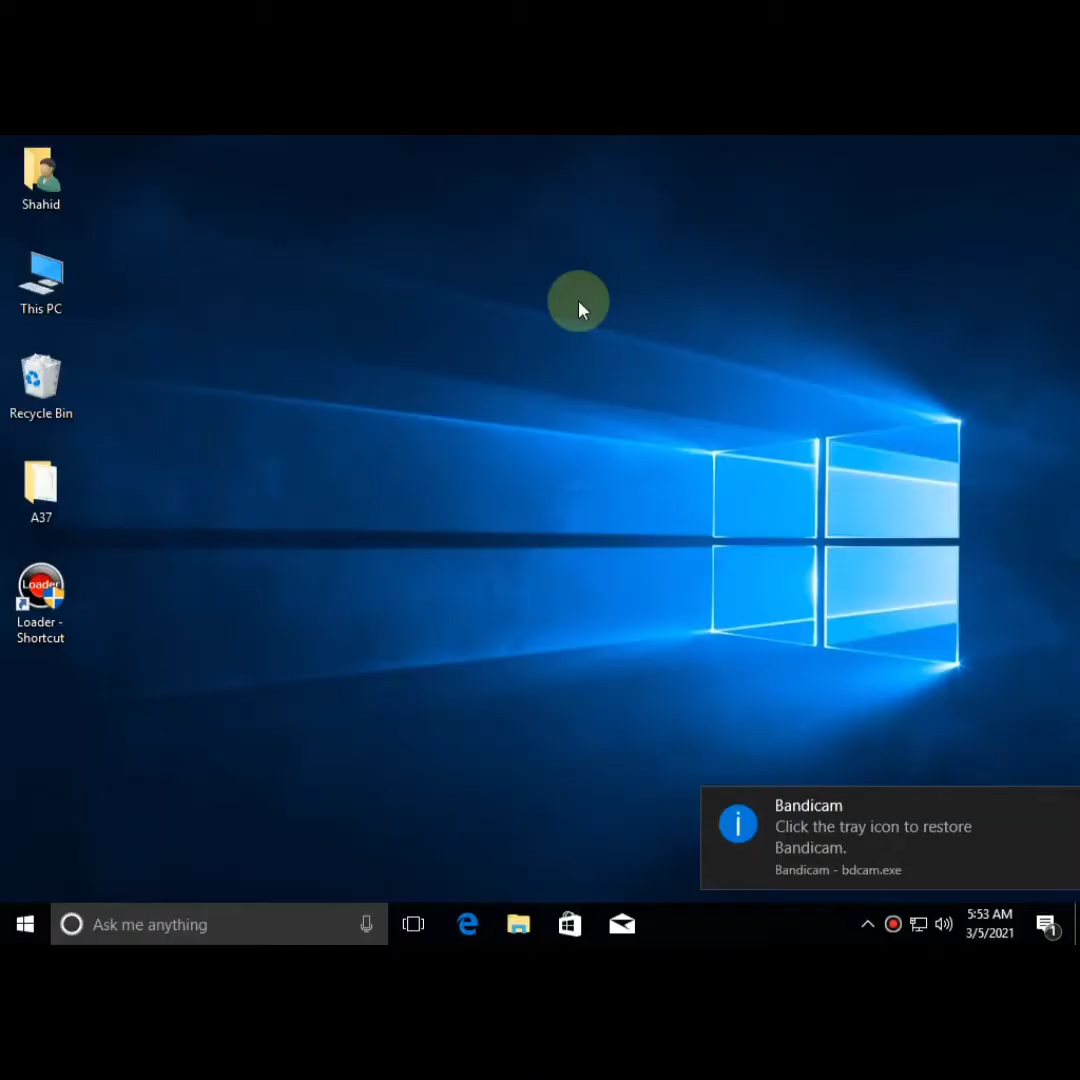 Shahid
This PC
Recycle Bin
A37
Loader
Loader -
Shortcut
Bandicam
Click the tray icon to restore
Bandicam.
Bandicam - bdcam.exe
Ask me anything
5:53 AM
3/5/2021
1